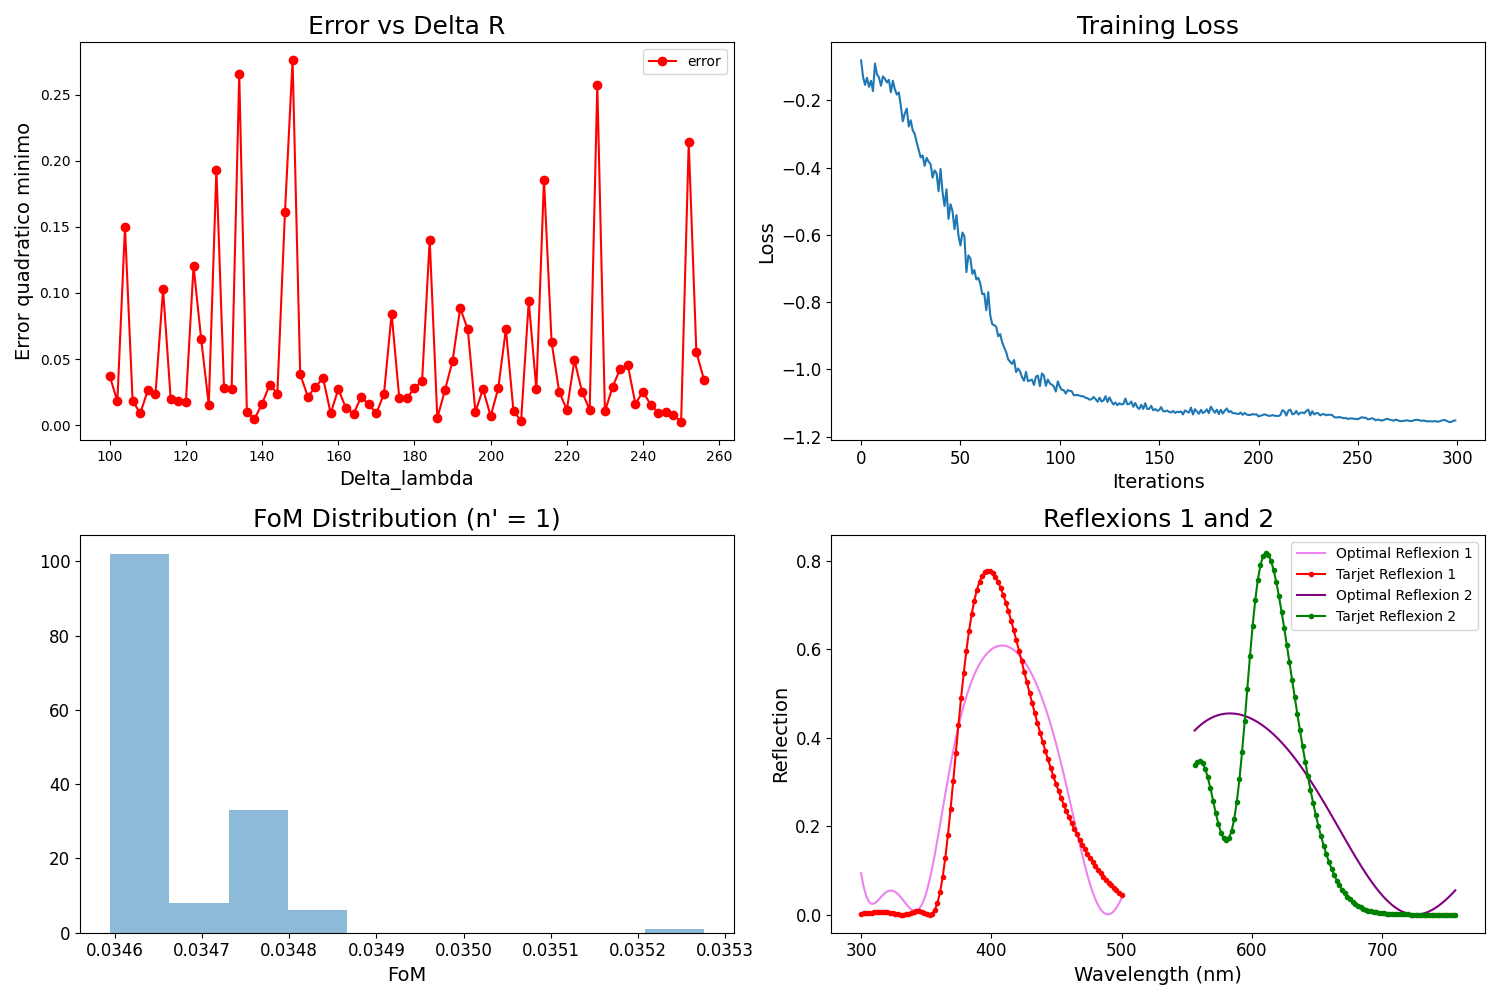 Error vs Delta R
error
0.25
0.20
0.15
0.10
0.05
0.00
Error quadratico minimo
100 120 140 160 180 200 220 240 260
Delta_lambda
Training Loss
−0.2
−0.4
−0.6
−0.8
−1.0
−1.2
Loss
0 50 100 150 200 250 300
Iterations
FoM Distribution (n' = 1)
100
80
60
40
20
0
0.0346 0.0347 0.0348 0.0349 0.0350 0.0351 0.0352 0.0353
FoM
Reflexions 1 and 2
Optimal Reflexion 1
Tarjet Reflexion 1
Optimal Reflexion 2
Tarjet Reflexion 2
0.8
0.6
0.4
0.2
0.0
Reflection
300 400 500 600 700
Wavelength (nm)